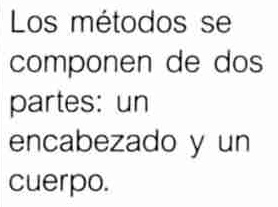 Los métodos se
componen de dos
partes: un
encabezado y un
cuerpo.